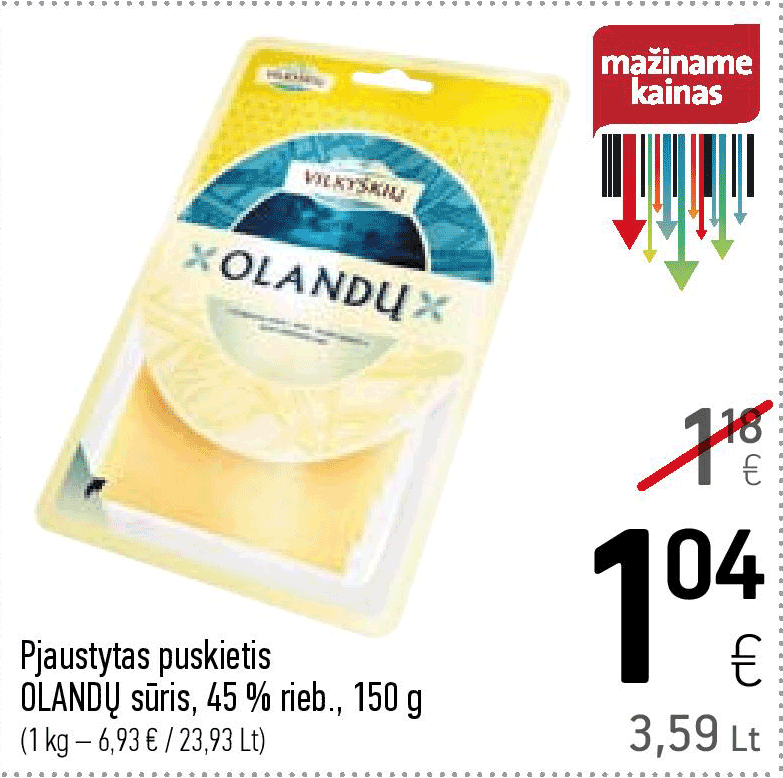 mažiname
kainas
VILKYŠKIŲ
VILKYŠKIŲ
OLANDŲ
1 18
€
1 04
€
3,59 Lt
Pjaustytas puskietis
OLANDŲ sūris, 45 % rieb., 150 g
(1 kg – 6,93 € / 23,93 Lt)